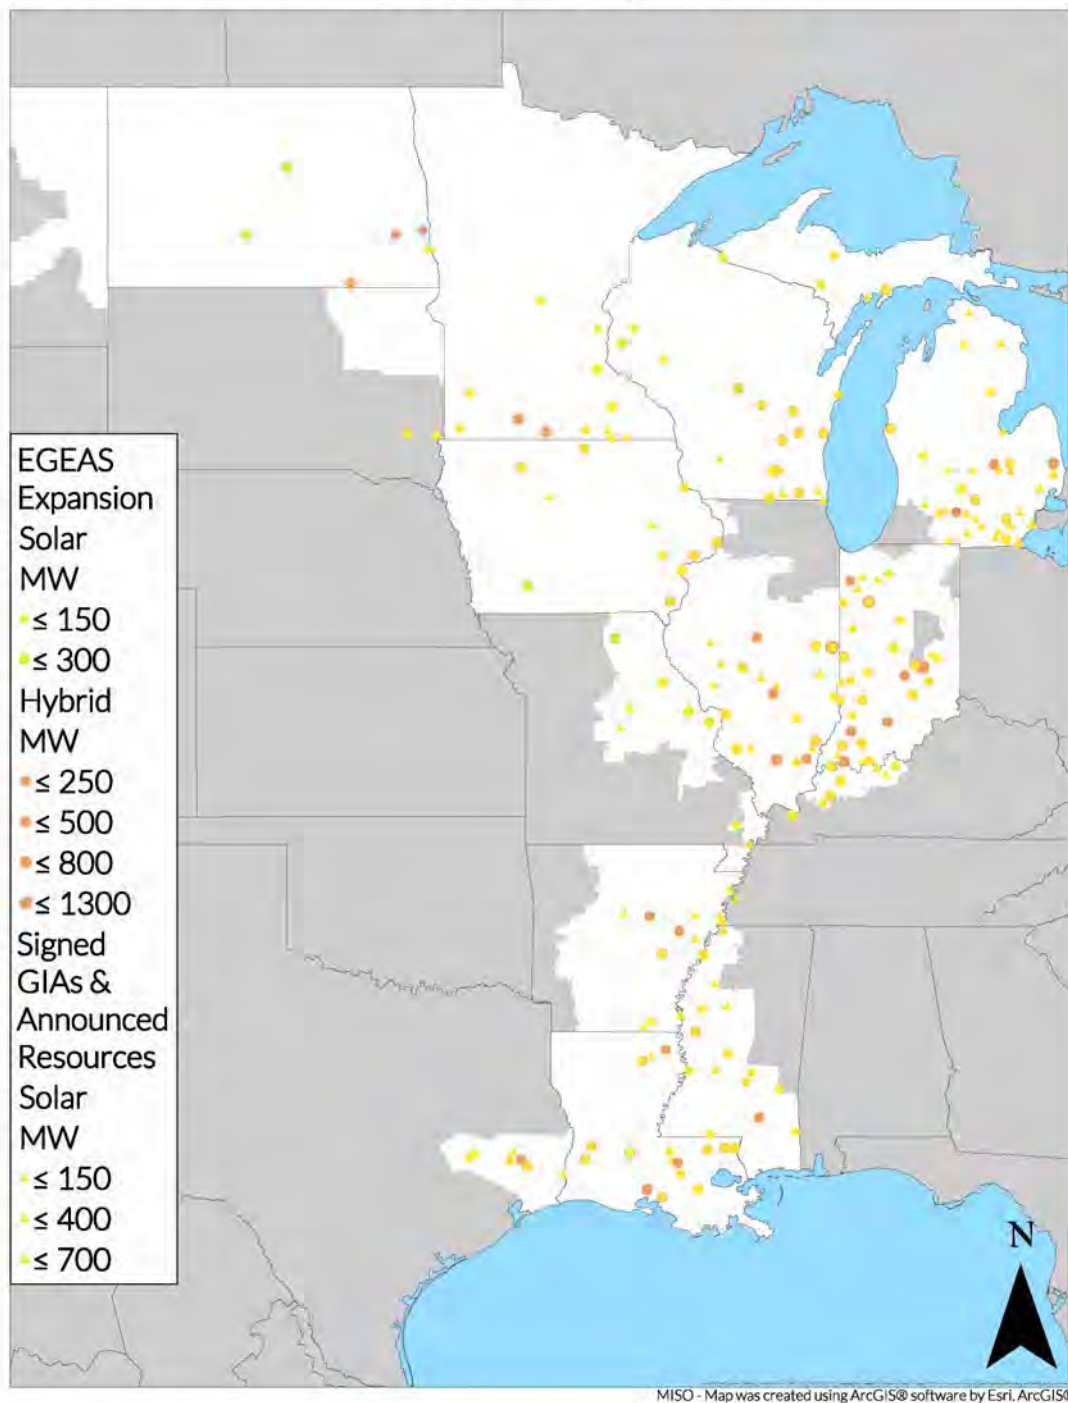 EGEAS
Expansion
Solar
MW
≤ 150
≤ 300
Hybrid
MW
≤ 250
≤ 500
≤ 800
≤ 1300
Signed
GIAs &
Announced
Resources
Solar
MW
≤ 150
≤ 400
≤ 700
N
MISO - Map was created using ArcGIS® software by Esri. ArcGIS®